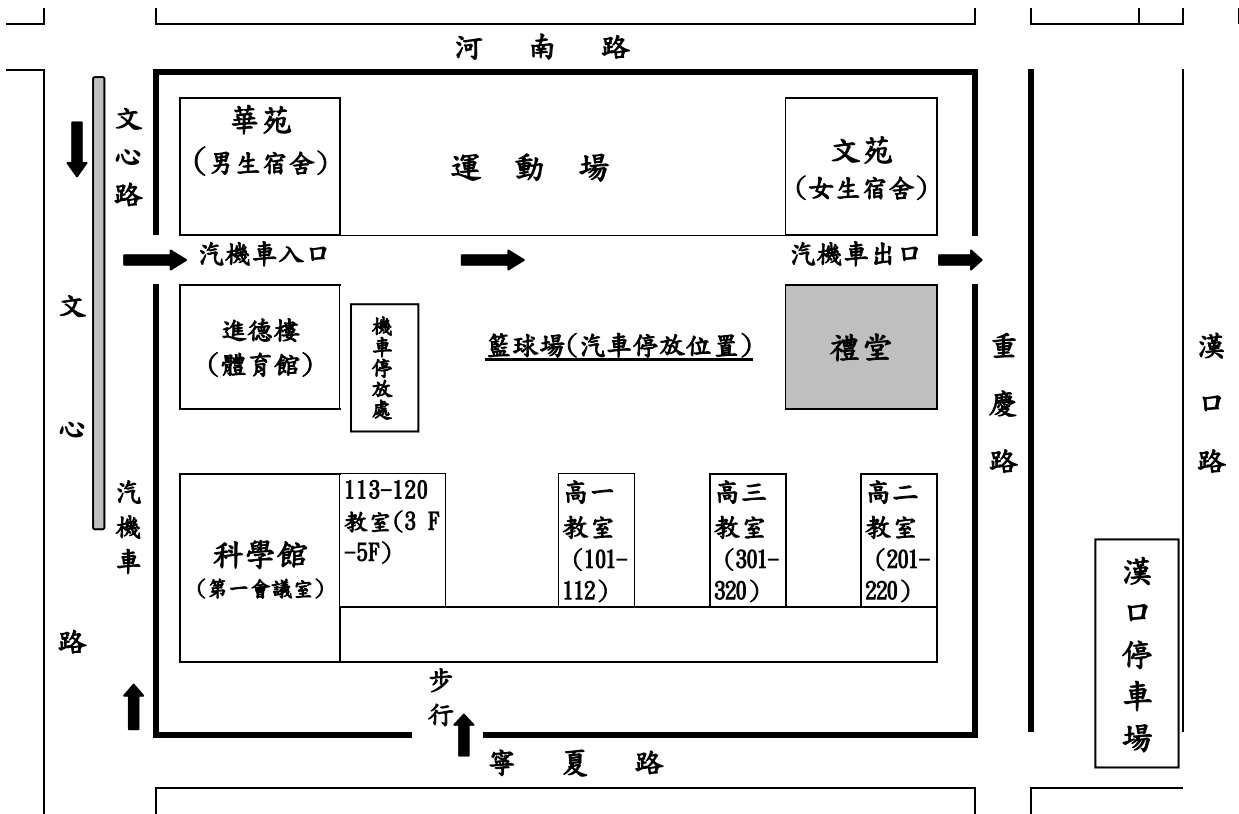 河南路
文心路
華苑
(男生宿舍)
運動場
文苑
(女生宿舍)
汽機車入口
汽機車出口
文心路
進德樓
(體育館)
機車停放處
籃球場(汽車停放位置)
禮堂
重慶路
漢口路
汽機車
科學館
(第一會議室)
113-120
教室(3 F
-5F)
高一
教室
(101-
112)
高三
教室
(301-
320)
高二
教室
(201-
220)
漢口停車場
步行
寧夏路